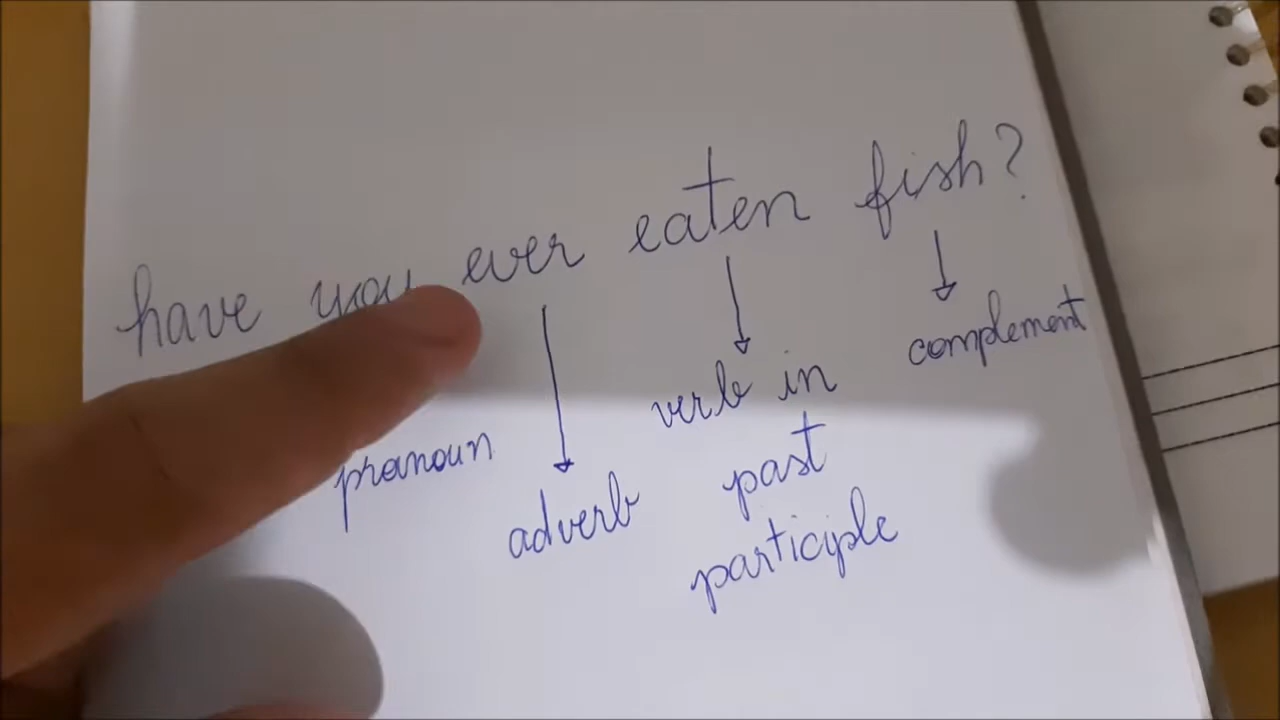 have you ever eaten fish?
pronoun
adverb
verb in
past
participle
complement